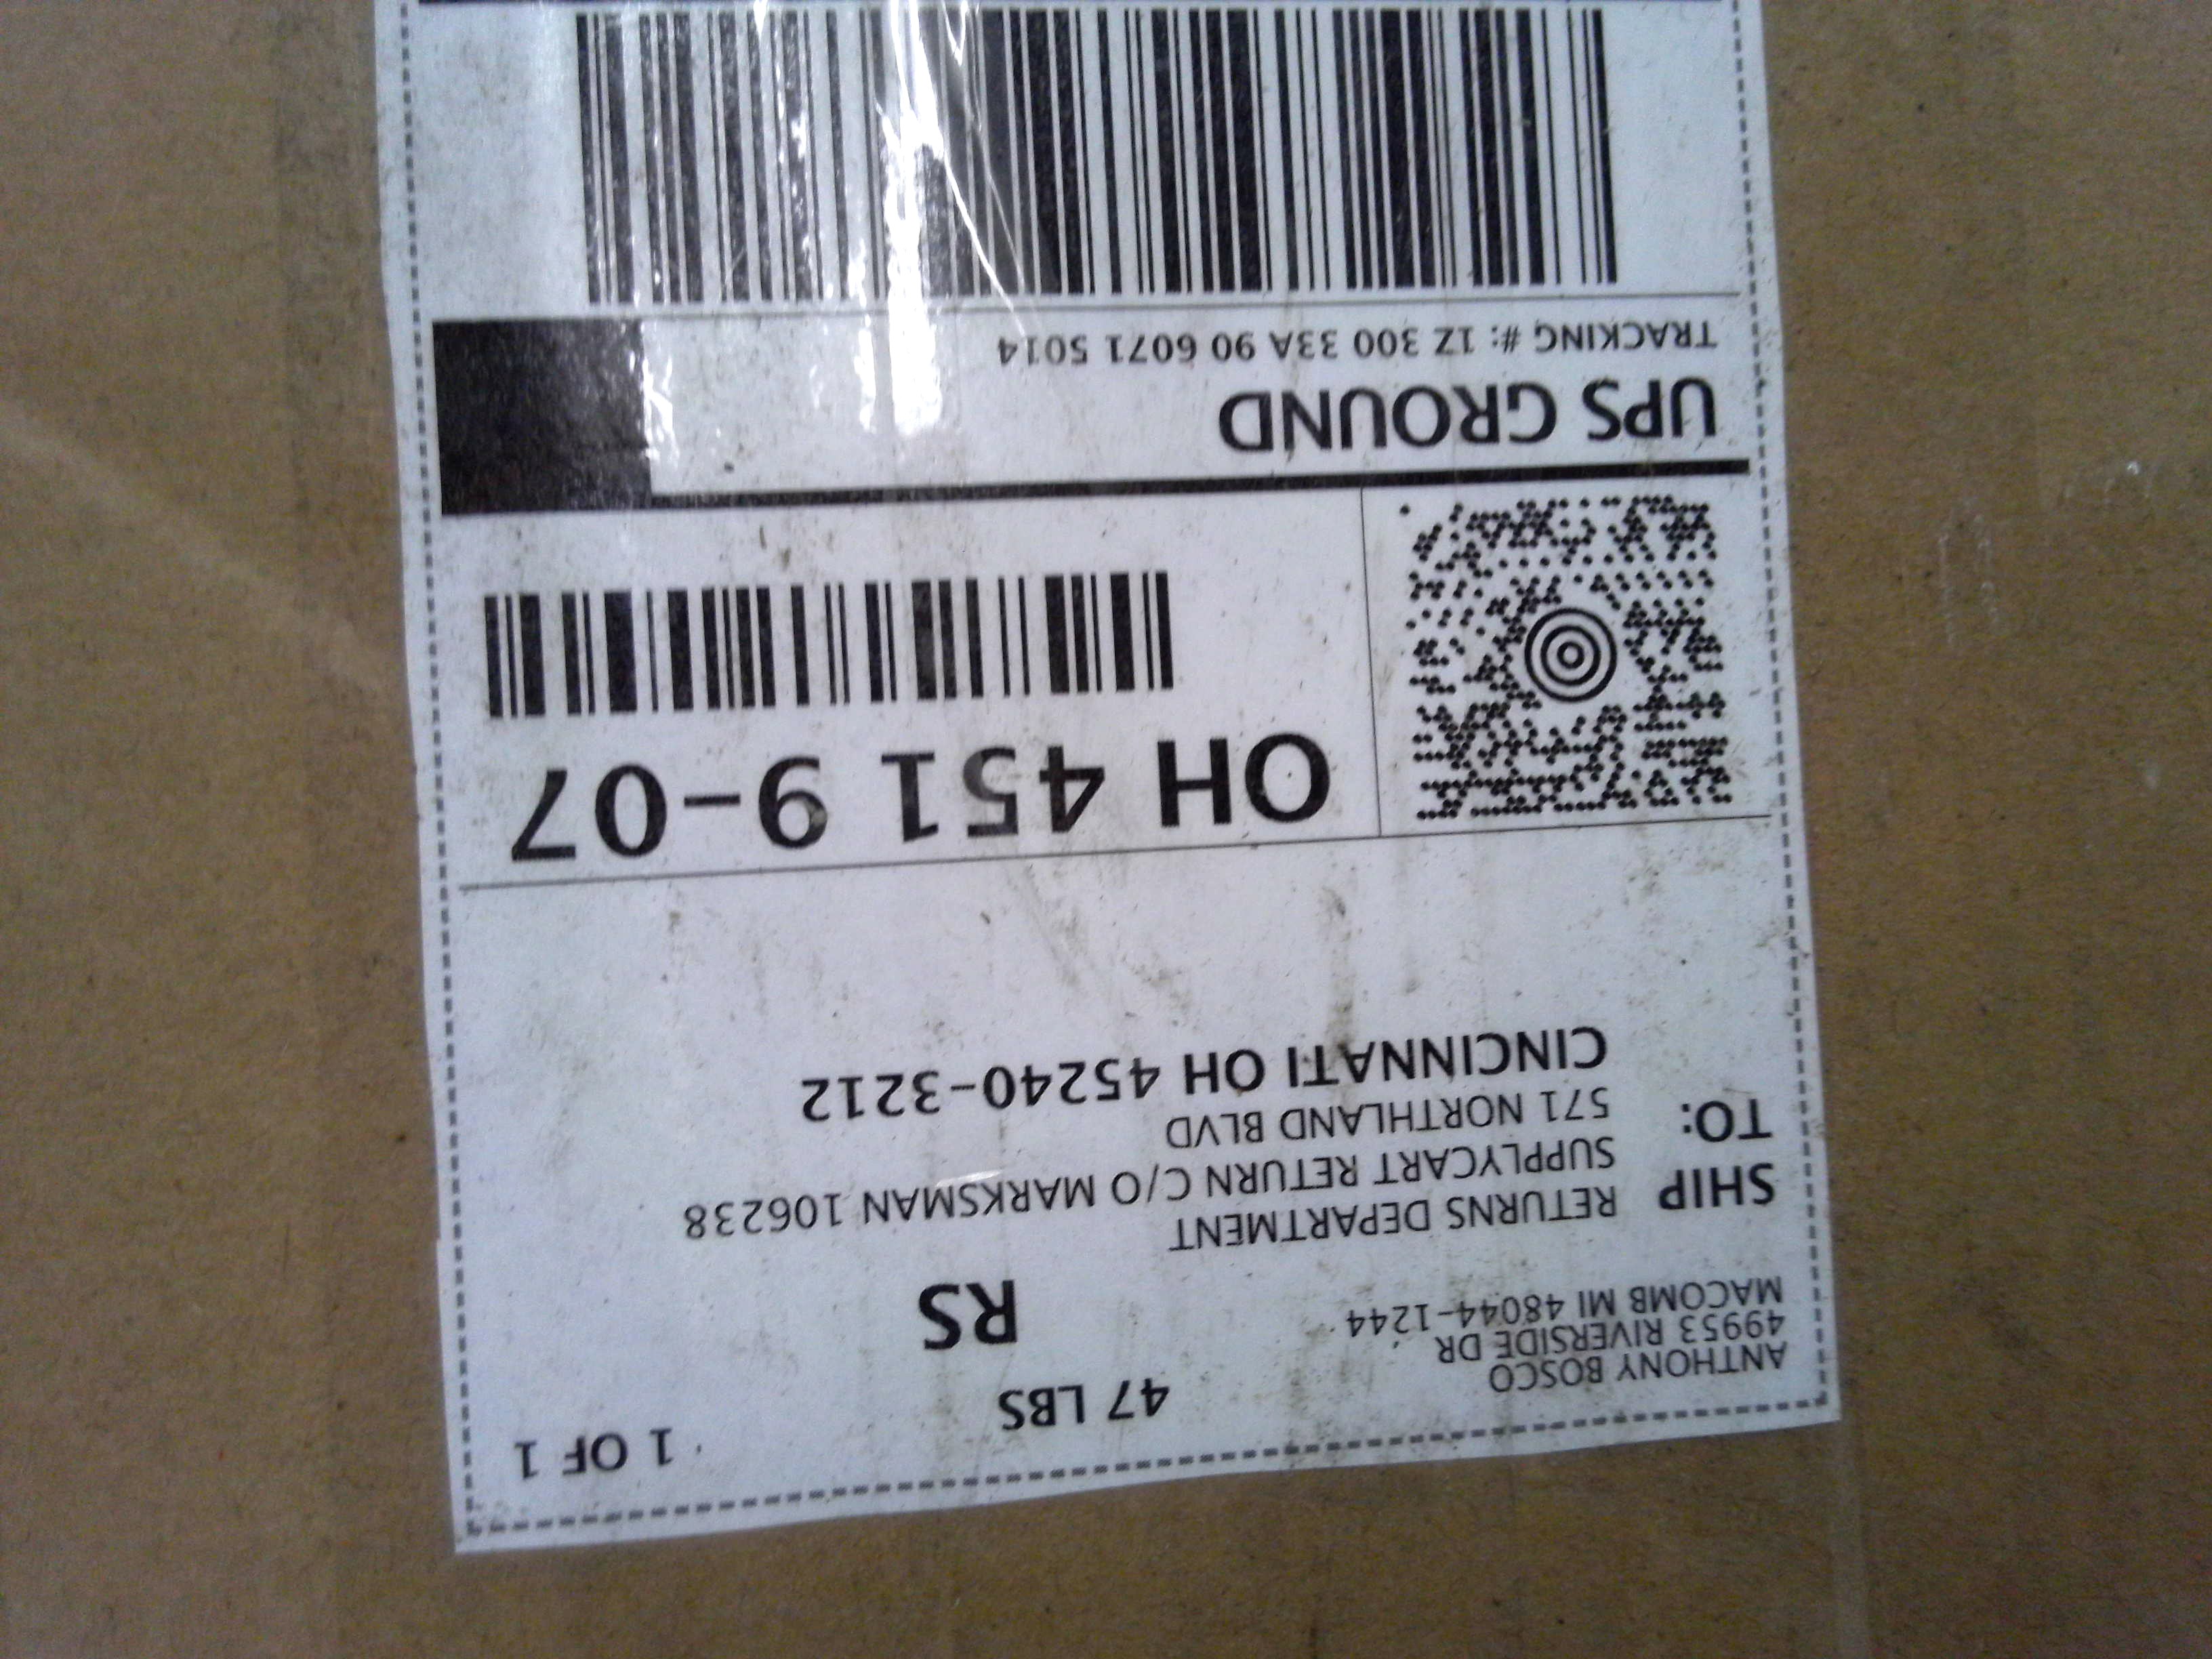 ANTHONY BOSCO
49953 RIVERSIDE DR
MACOMB MI 48044-1244
47 LBS
1 OF 1
RS
SHIP
TO:
RETURNS DEPARTMENT
SUPPLYCART RETURN C/O MARKSMAN 106238
571 NORTHLAND BLVD
CINCINNATI OH 45240-3212
OH 451 9-07
UPS GROUND
TRACKING #: 1Z 300 33A 90 6071 5014